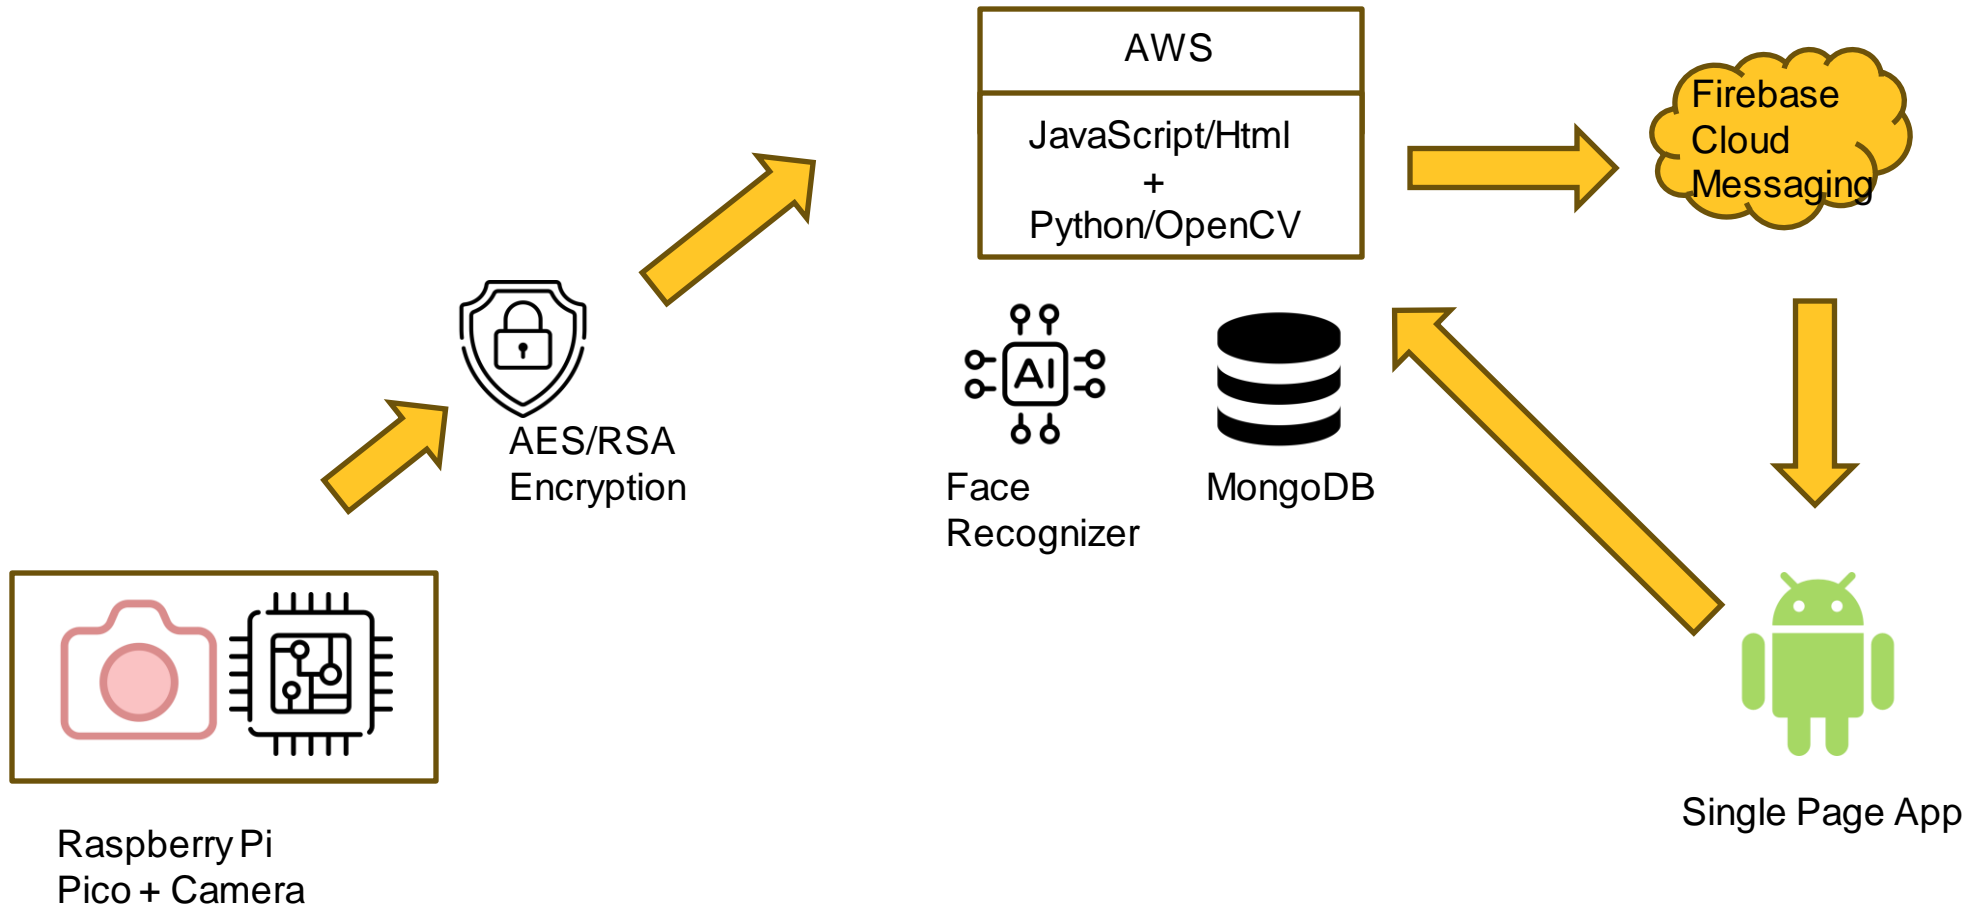 AWS
JavaScript/Html
+
Python/OpenCV
Firebase
Cloud
Messaging
AES/RSA
Encryption
AI
Face
Recognizer
MongoDB
Raspberry Pi
Pico + Camera
Single Page App